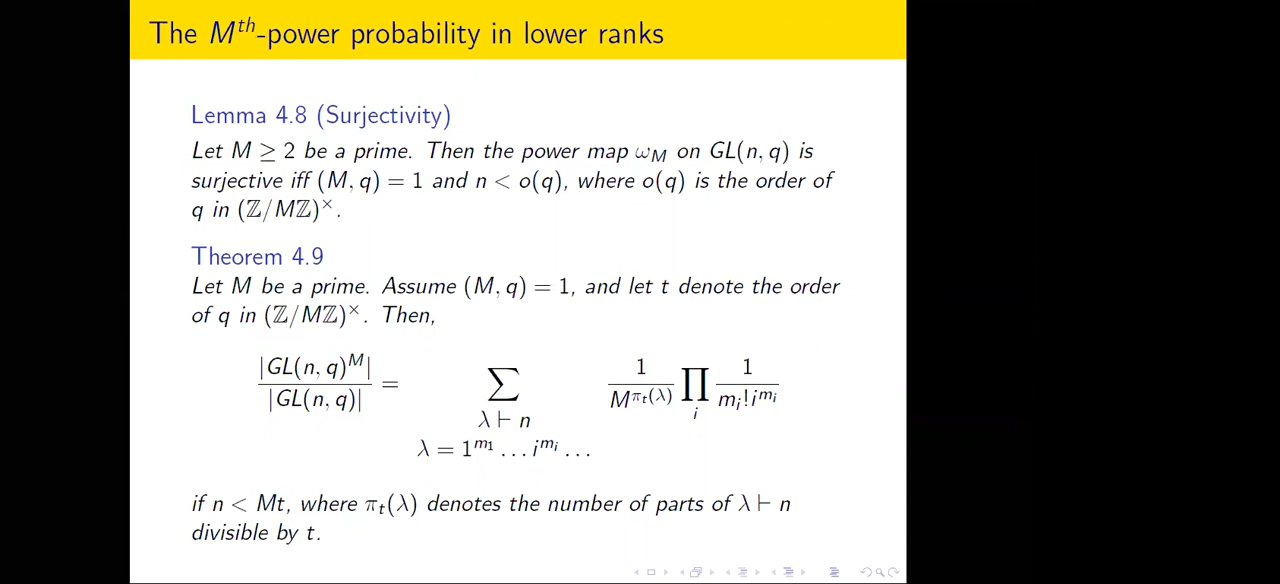 The M^th-power probability in lower ranks
Lemma 4.8 (Surjectivity)
Let M ≥ 2 be a prime. Then the power map ω_M on GL(n, q) is
surjective iff (M, q) = 1 and n < o(q), where o(q) is the order of
q in (ℤ/Mℤ)^×.
Theorem 4.9
Let M be a prime. Assume (M, q) = 1, and let t denote the order
of q in (ℤ/Mℤ)^×. Then,
|GL(n, q)^M| / |GL(n, q)| = ∑ 1/M^{π_t(λ)} ∏_i 1/(m_i! i^{m_i})
λ ⊢ n
λ = 1^{m_1} ... i^{m_i} ...
if n < Mt, where π_t(λ) denotes the number of parts of λ ⊢ n
divisible by t.